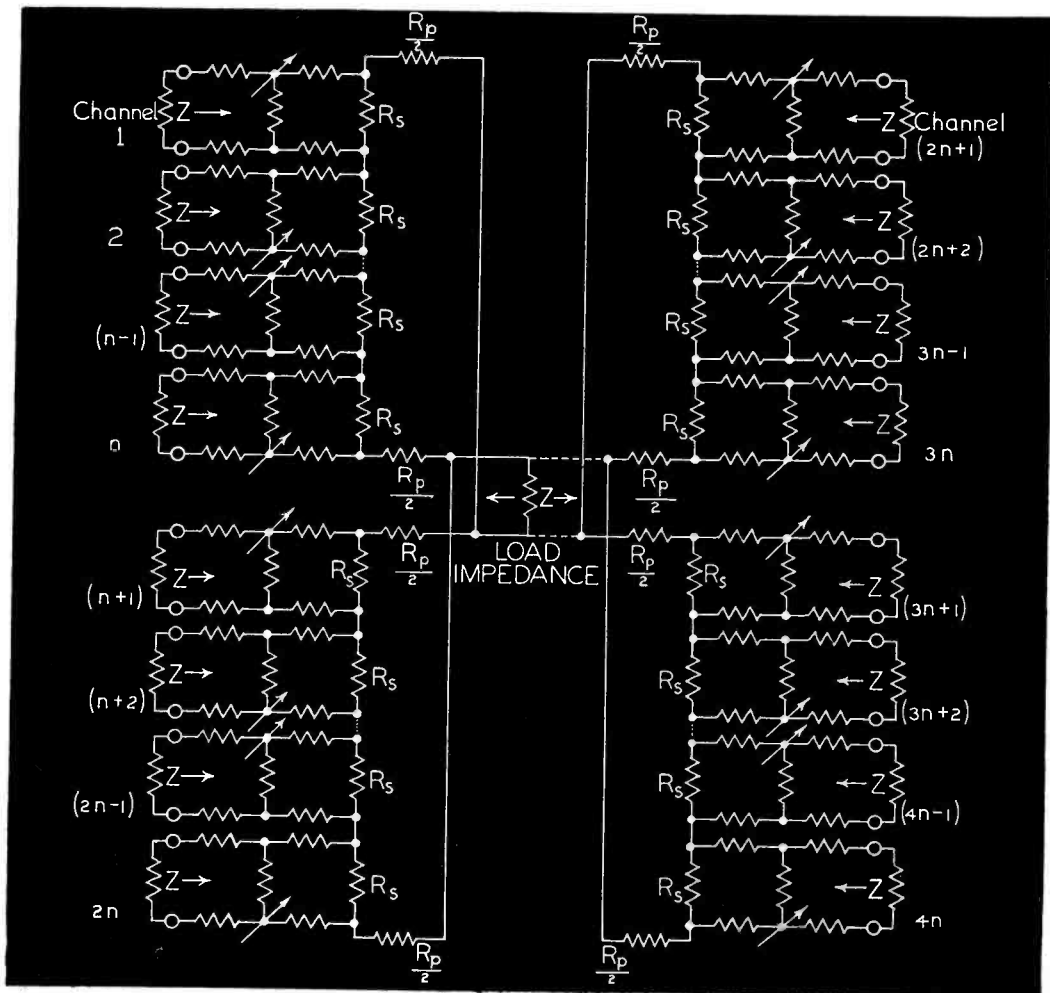 Rp/2
Rp/2
Channel
1
Z
Rs
Rs
Z
Channel
(2n+1)
2
Z
Rs
Rs
Z
(2n+2)
(n-1)
Z
Rs
Rs
Z
3n-1
n
Z
Rs
Rs
Z
3n
Rp/2
Z
Rp/2
LOAD
IMPEDANCE
Rp/2
Rp/2
(n+1)
Z
Rs
Rs
Z
(3n+1)
(n+2)
Z
Rs
Rs
Z
(3n+2)
(2n-1)
Z
Rs
Rs
Z
(4n-1)
2n
Z
Rs
Rs
Z
4n
Rp/2
Rp/2